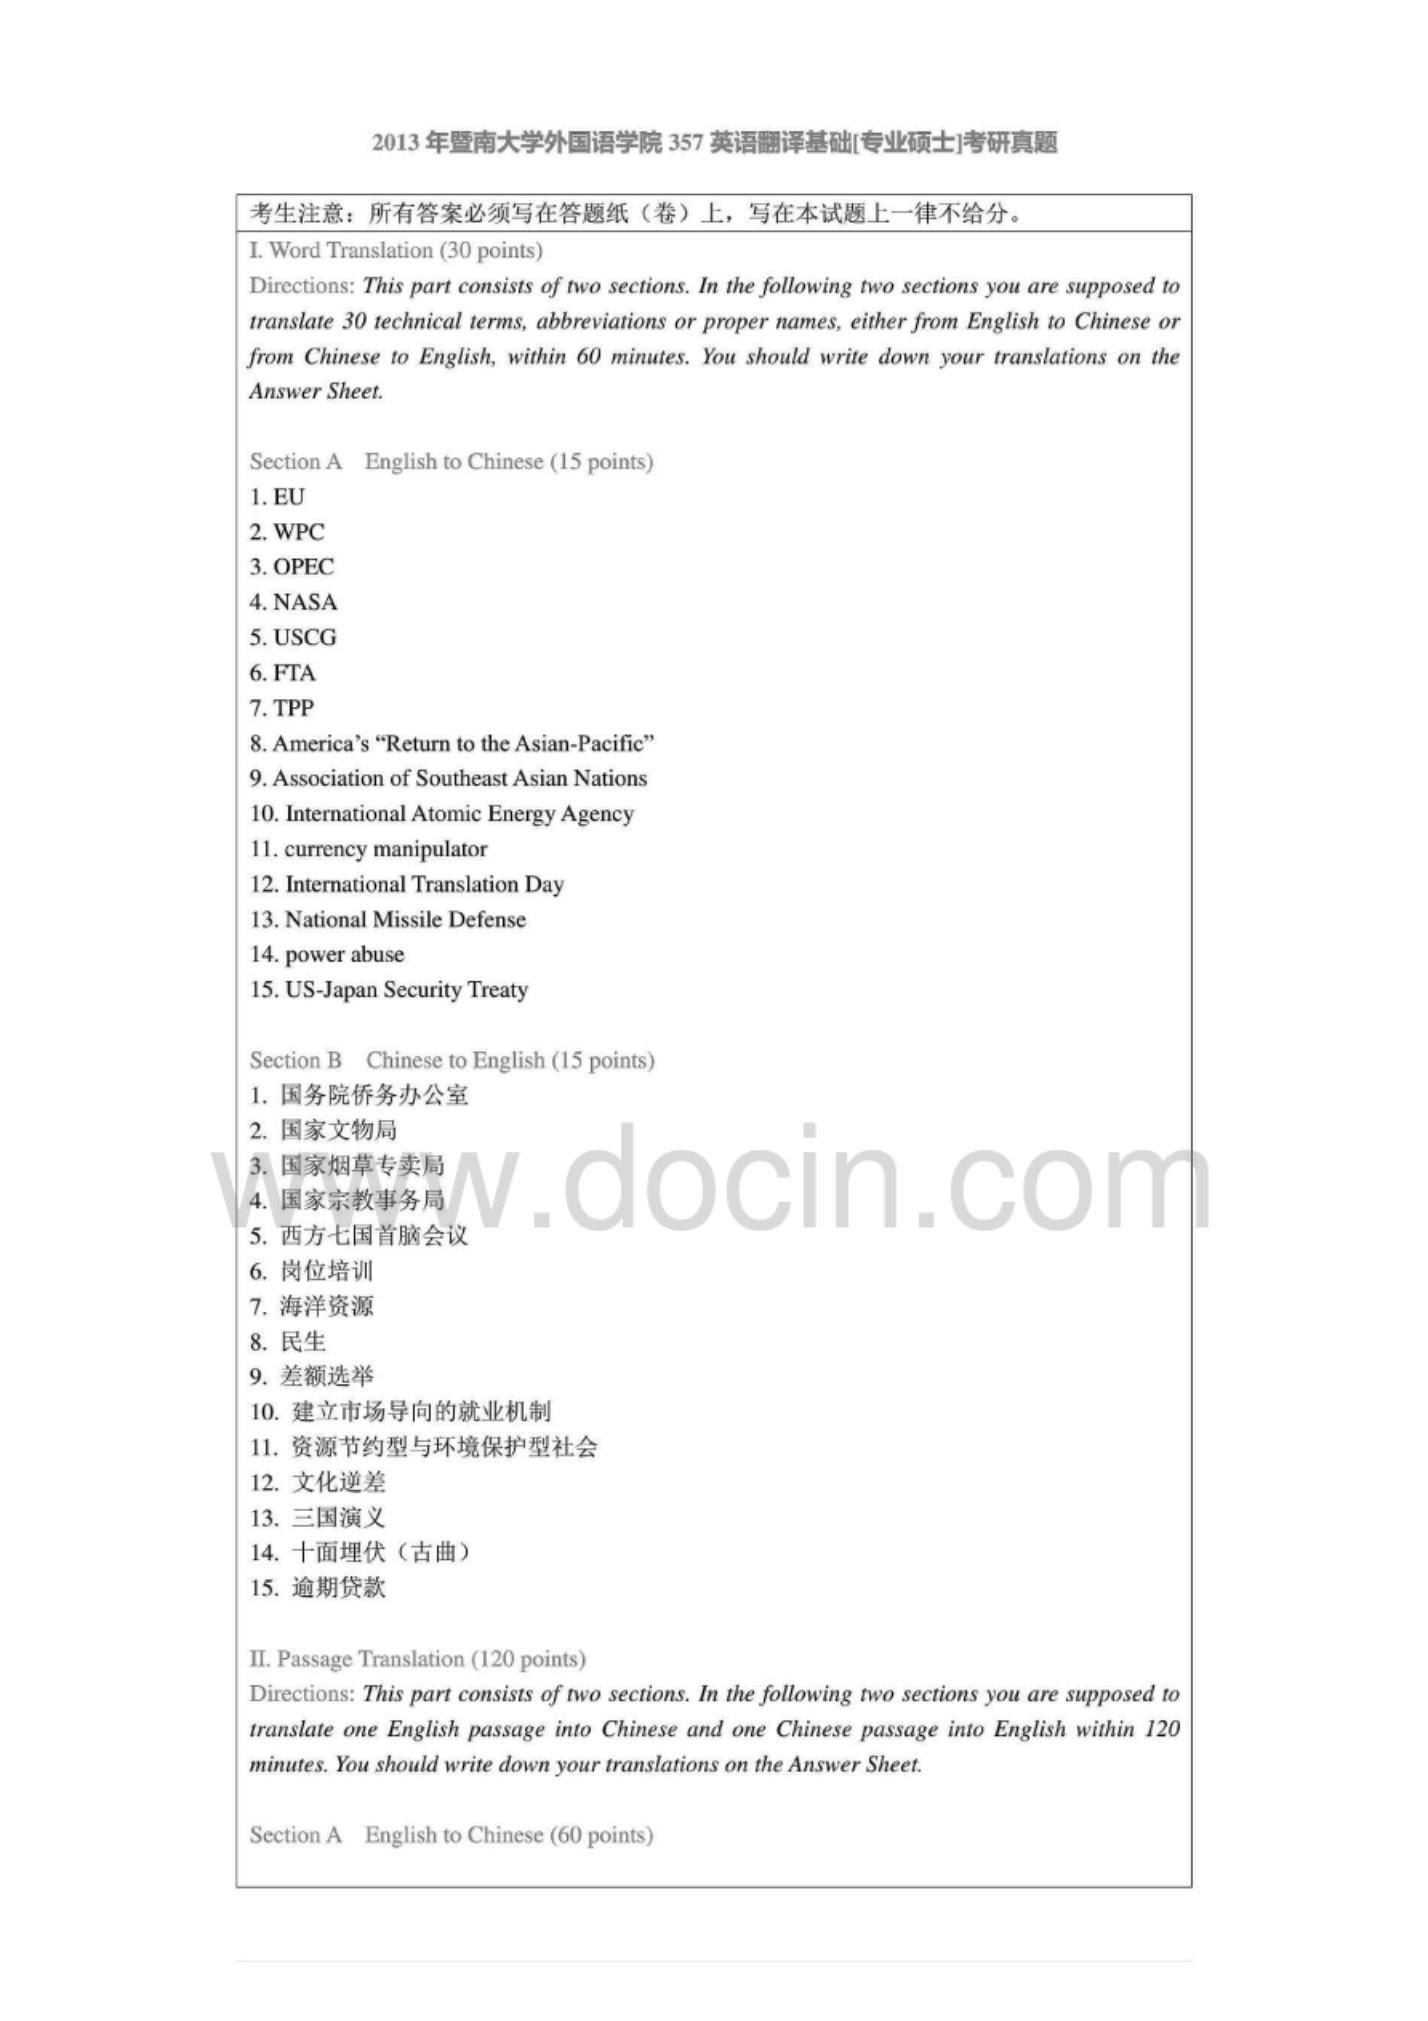 2013 年暨南大学外国语学院 357 英语翻译基础[专业硕士]考研真题
考生注意：所有答案必须写在答题纸（卷）上，写在本试题上一律不给分。
I. Word Translation (30 points)
Directions: This part consists of two sections. In the following two sections you are supposed to
translate 30 technical terms, abbreviations or proper names, either from English to Chinese or
from Chinese to English, within 60 minutes. You should write down your translations on the
Answer Sheet.
Section A English to Chinese (15 points)
1. EU
2. WPC
3. OPEC
4. NASA
5. USCG
6. FTA
7. TPP
8. America’s “Return to the Asian-Pacific”
9. Association of Southeast Asian Nations
10. International Atomic Energy Agency
11. currency manipulator
12. International Translation Day
13. National Missile Defense
14. power abuse
15. US-Japan Security Treaty
Section B Chinese to English (15 points)
1. 国务院侨务办公室
2. 国家文物局
3. 国家烟草专卖局
4. 国家宗教事务局
www.docin.com
5. 西方七国首脑会议
6. 岗位培训
7. 海洋资源
8. 民生
9. 差额选举
10. 建立市场导向的就业机制
11. 资源节约型与环境保护型社会
12. 文化逆差
13. 三国演义
14. 十面埋伏（古曲）
15. 逾期贷款
II. Passage Translation (120 points)
Directions: This part consists of two sections. In the following two sections you are supposed to
translate one English passage into Chinese and one Chinese passage into English within 120
minutes. You should write down your translations on the Answer Sheet.
Section A English to Chinese (60 points)